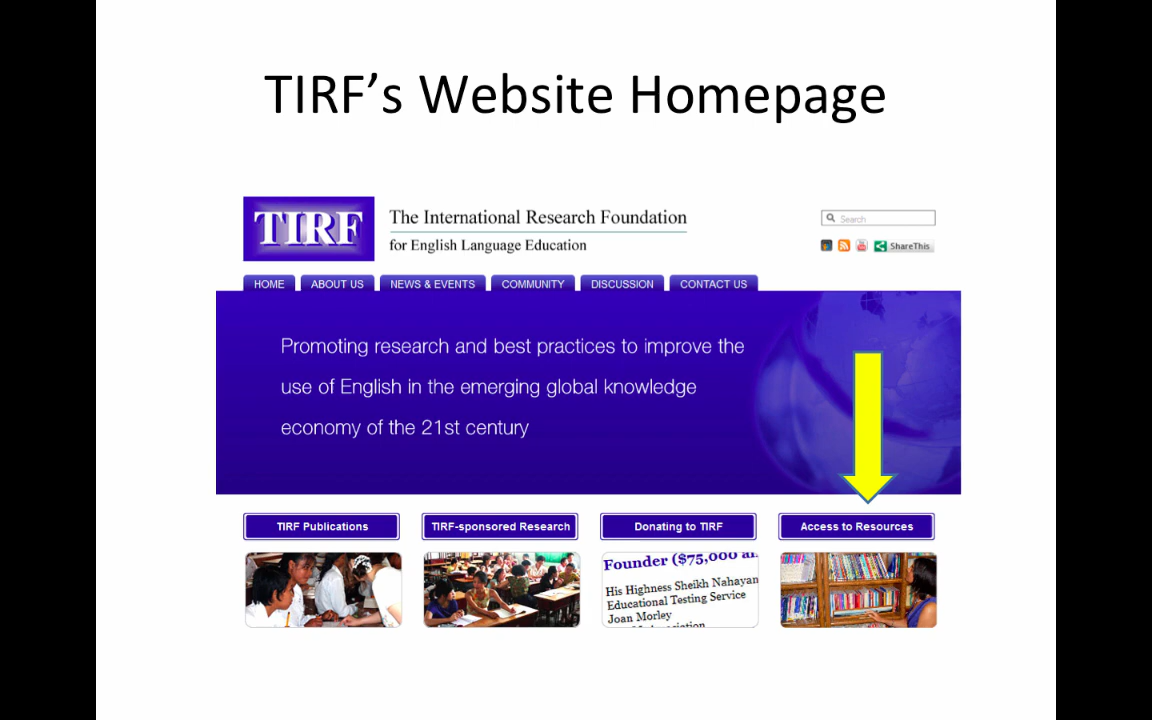 TIRF's Website Homepage
TIRF
The International Research Foundation
for English Language Education
Search
ShareThis
HOME
ABOUT US
NEWS & EVENTS
COMMUNITY
DISCUSSION
CONTACT US
Promoting research and best practices to improve the
use of English in the emerging global knowledge
economy of the 21st century
TIRF Publications
TIRF-sponsored Research
Donating to TIRF
Access to Resources
Founder ($75,000
His Highness Sheikh Nahayan
Educational Testing Service
Joan Morley